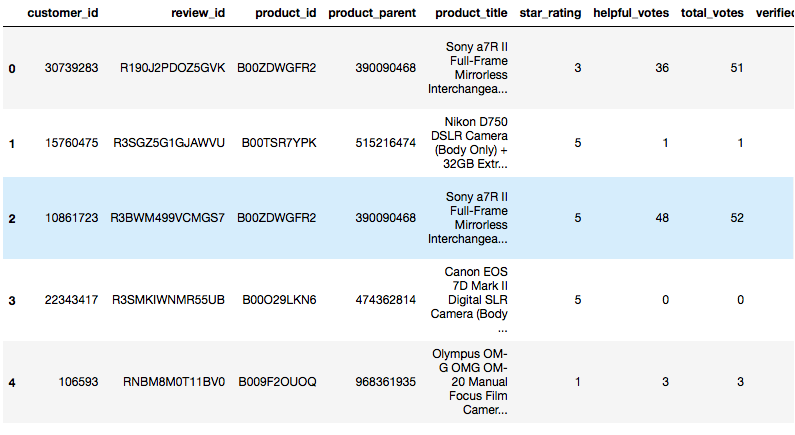 customer_id review_id product_id product_parent product_title star_rating helpful_votes total_votes verified
Sony a7R II
Full-Frame
0 30739283 R190J2PDOZ5GVK B00ZDWGFR2 390090468 Mirrorless 3 36 51
Interchangea...
Nikon D750
DSLR Camera
1 15760475 R3SGZ5G1GJAWVU B00TSR7YPK 515216474 (Body Only) + 5 1 1
32GB Extr...
Sony a7R II
Full-Frame
2 10861723 R3BWM499VCMGS7 B00ZDWGFR2 390090468 Mirrorless 5 48 52
Interchangea...
Canon EOS
7D Mark II
3 22343417 R3SMKIWNMR55UB B00O29LKN6 474362814 Digital SLR 5 0 0
Camera (Body
...
Olympus OM-
G OMG OM-
4 106593 RNBM8M0T11BV0 B009F2OUOQ 968361935 20 Manual 1 3 3
Focus Film
Camer...